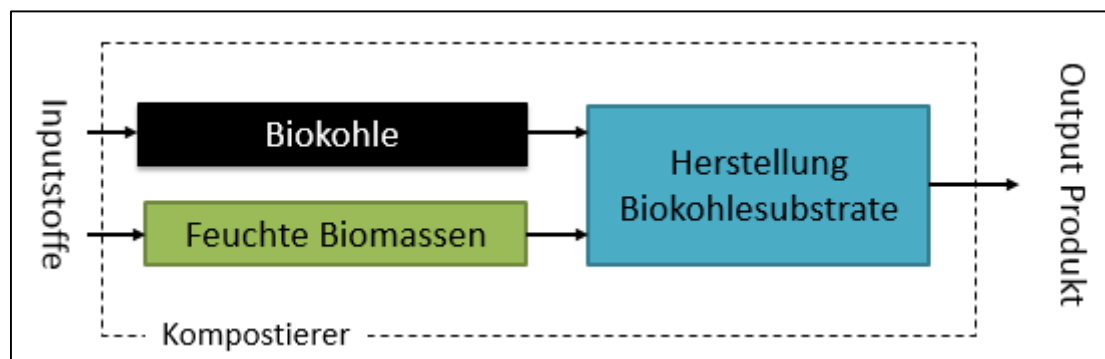 Inputstoffe
Biokohle
Feuchte Biomassen
Herstellung
Biokohlesubstrate
Output Produkt
Kompostierer